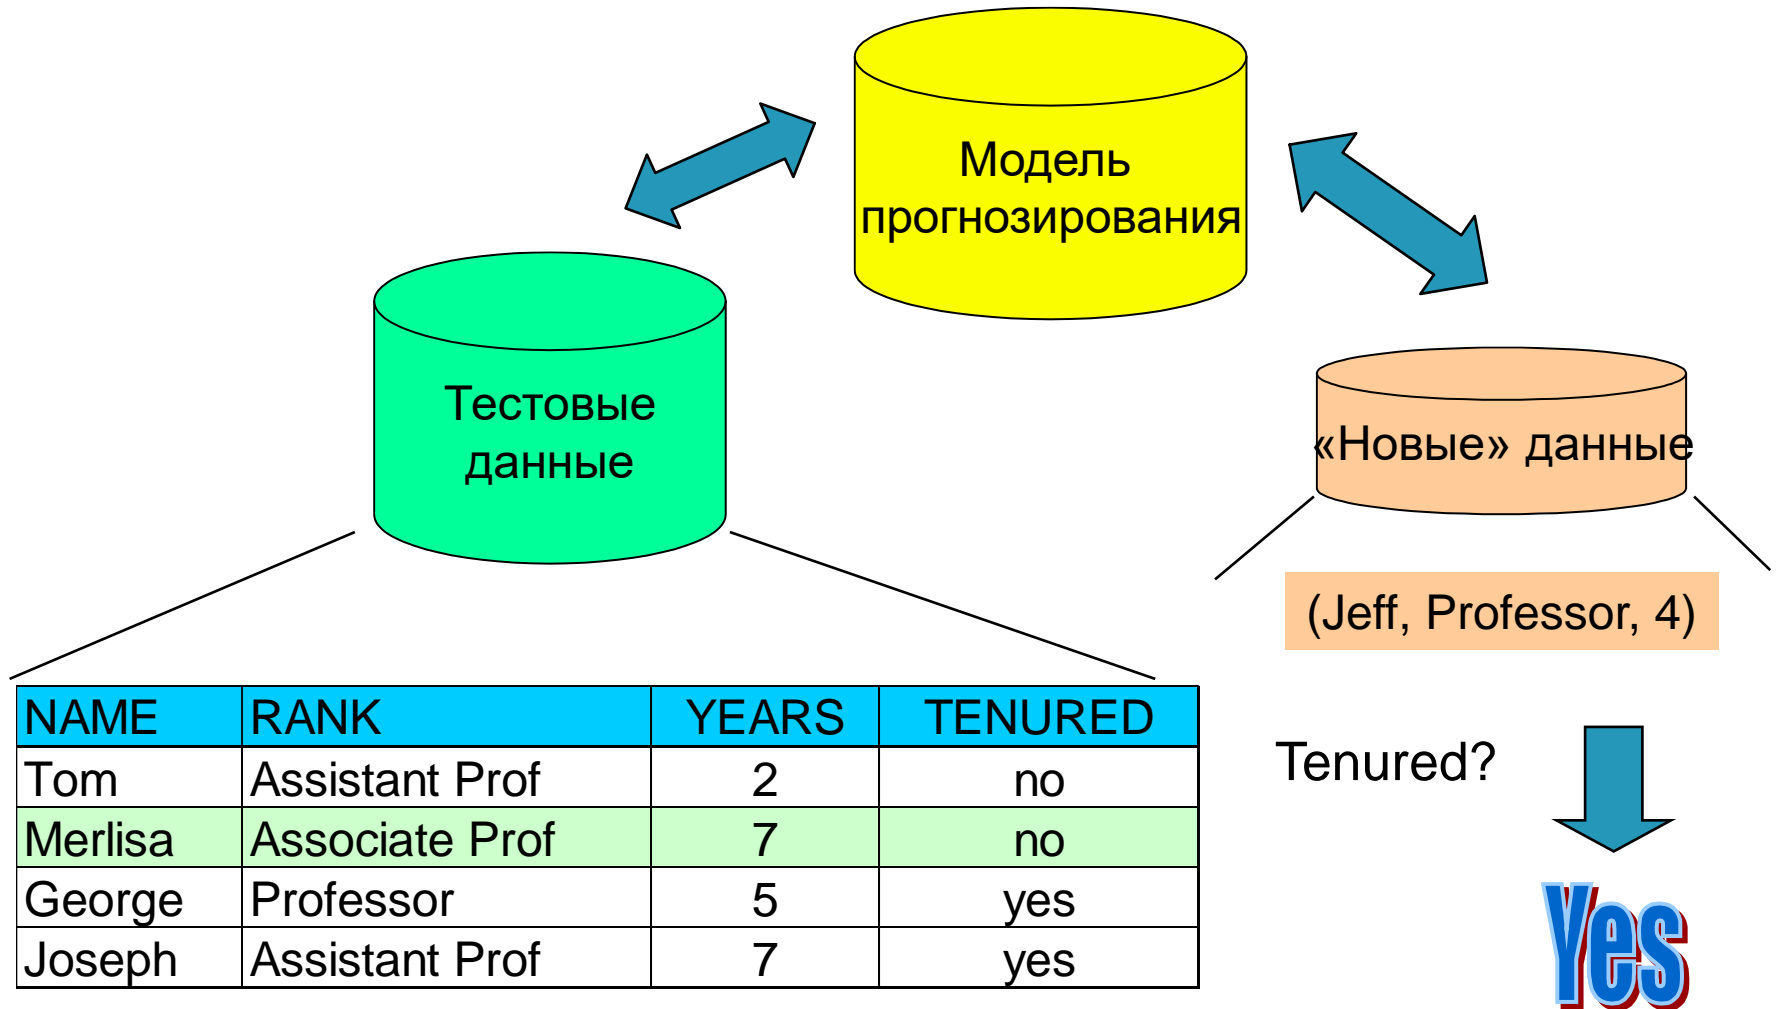 Модель
прогнозирования
Тестовые
данные
«Новые» данные
(Jeff, Professor, 4)
NAME RANK YEARS TENURED
Tom Assistant Prof 2 no
Merlisa Associate Prof 7 no
George Professor 5 yes
Joseph Assistant Prof 7 yes
Tenured?
Yes